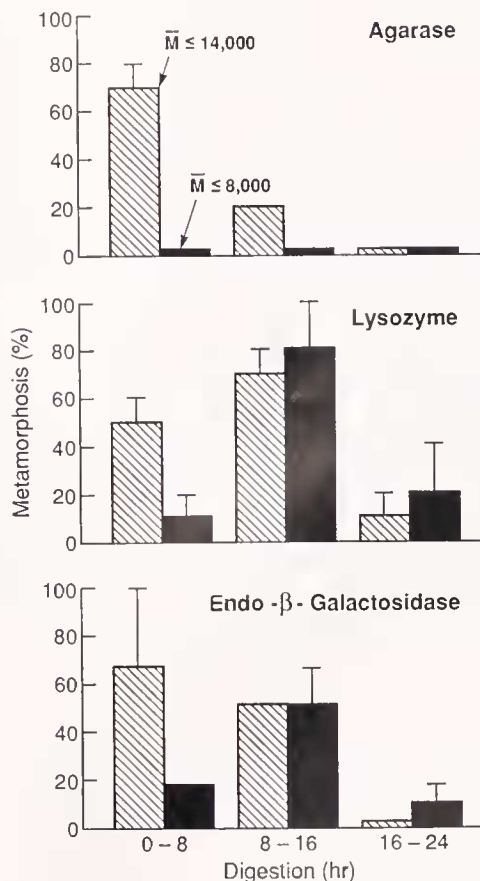 Agarase
M̅ ≤ 14,000
M̅ ≤ 8,000
100
80
60
40
20
0
Lysozyme
100
80
60
40
20
0
Endo -β- Galactosidase
100
80
60
40
20
0
Metamorphosis (%)
0 – 8
8 – 16
16 – 24
Digestion (hr)